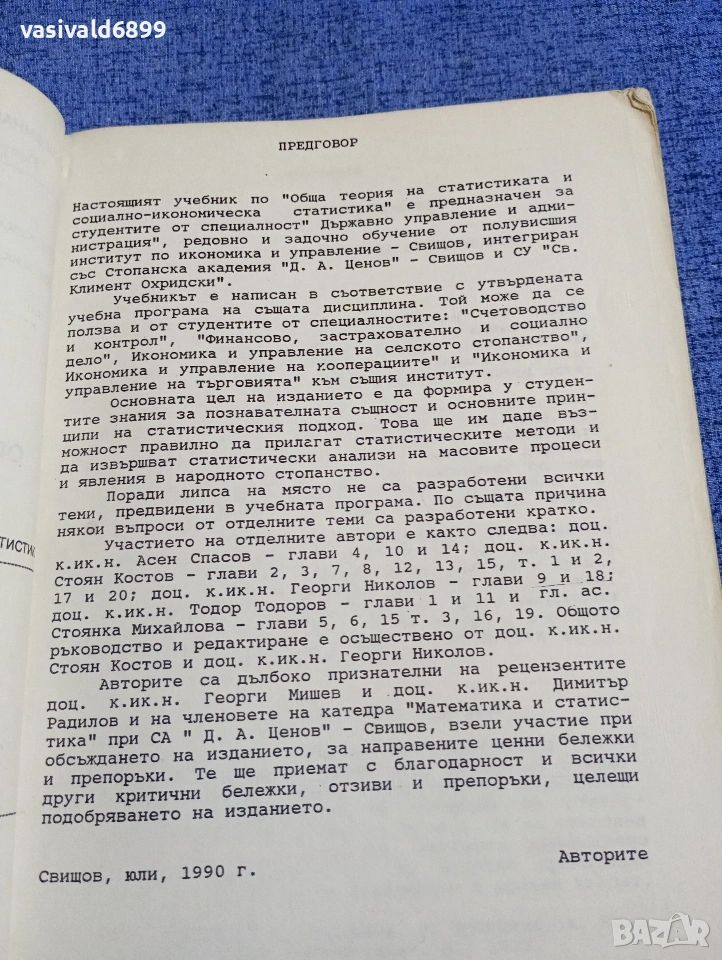 vasivald6899
ПРЕДГОВОР
Настоящият учебник по "Обща теория на статистиката и
социално-икономическа статистика" е предназначен за
студентите от специалност" Държавно управление и адми-
нистрация", редовно и задочно обучение от полувисшия
институт по икономика и управление - Свищов, интегриран
със Стопанска академия "Д. А. Ценов" - Свищов и СУ "Св.
Климент Охридски".
Учебникът е написан в съответствие с утвърдената
учебна програма на същата дисциплина. Той може да се
ползва и от студентите от специалностите: "Счетоводство
и контрол", "Финансово, застрахователно и социално
дело", Икономика и управление на селското стопанство",
Икономика и управление на кооперациите" и "Икономика и
управление на търговията" към същия институт.
Основната цел на изданието е да формира у студен-
тите знания за познавателната същност и основните прин-
ципи на статистическия подход. Това ще им даде въз-
можност правилно да прилагат статистическите методи и
да извършват статистически анализи на масовите процеси
и явления в народното стопанство.
Поради липса на място не са разработени всички
теми, предвидени в учебната програма. По същата причина
някои въпроси от отделните теми са разработени кратко.
Участието на отделните автори е както следва: доц.
к.ик.н. Асен Спасов - глави 4, 10 и 14; доц. к.ик.н.
Стоян Костов - глави 2, 3, 7, 8, 12, 13, 15, т. 1 и 2,
17 и 20; доц. к.ик.н. Георги Николов - глави 9 и 18;
доц. к.ик.н. Тодор Тодоров - глави 1 и 11 и гл. ас.
Стоянка Михайлова - глави 5, 6, 15 т. 3, 16, 19. Общото
ръководство и редактиране е осъществено от доц. к.ик.н.
Стоян Костов и доц. к.ик.н. Георги Николов.
Авторите са дълбоко признателни на рецензентите
доц. к.ик.н. Георги Мишев и доц. к.ик.н. Димитър
Радилов и на членовете на катедра "Математика и статис-
тика" при СА " Д. А. Ценов" - Свищов, взели участие при
обсъждането на изданието, за направените ценни бележки
и препоръки. Те ще приемат с благодарност и всички
други критични бележки, отзиви и препоръки, целещи
подобряването на изданието.
Авторите
Свищов, юли, 1990 г.
BAZAR